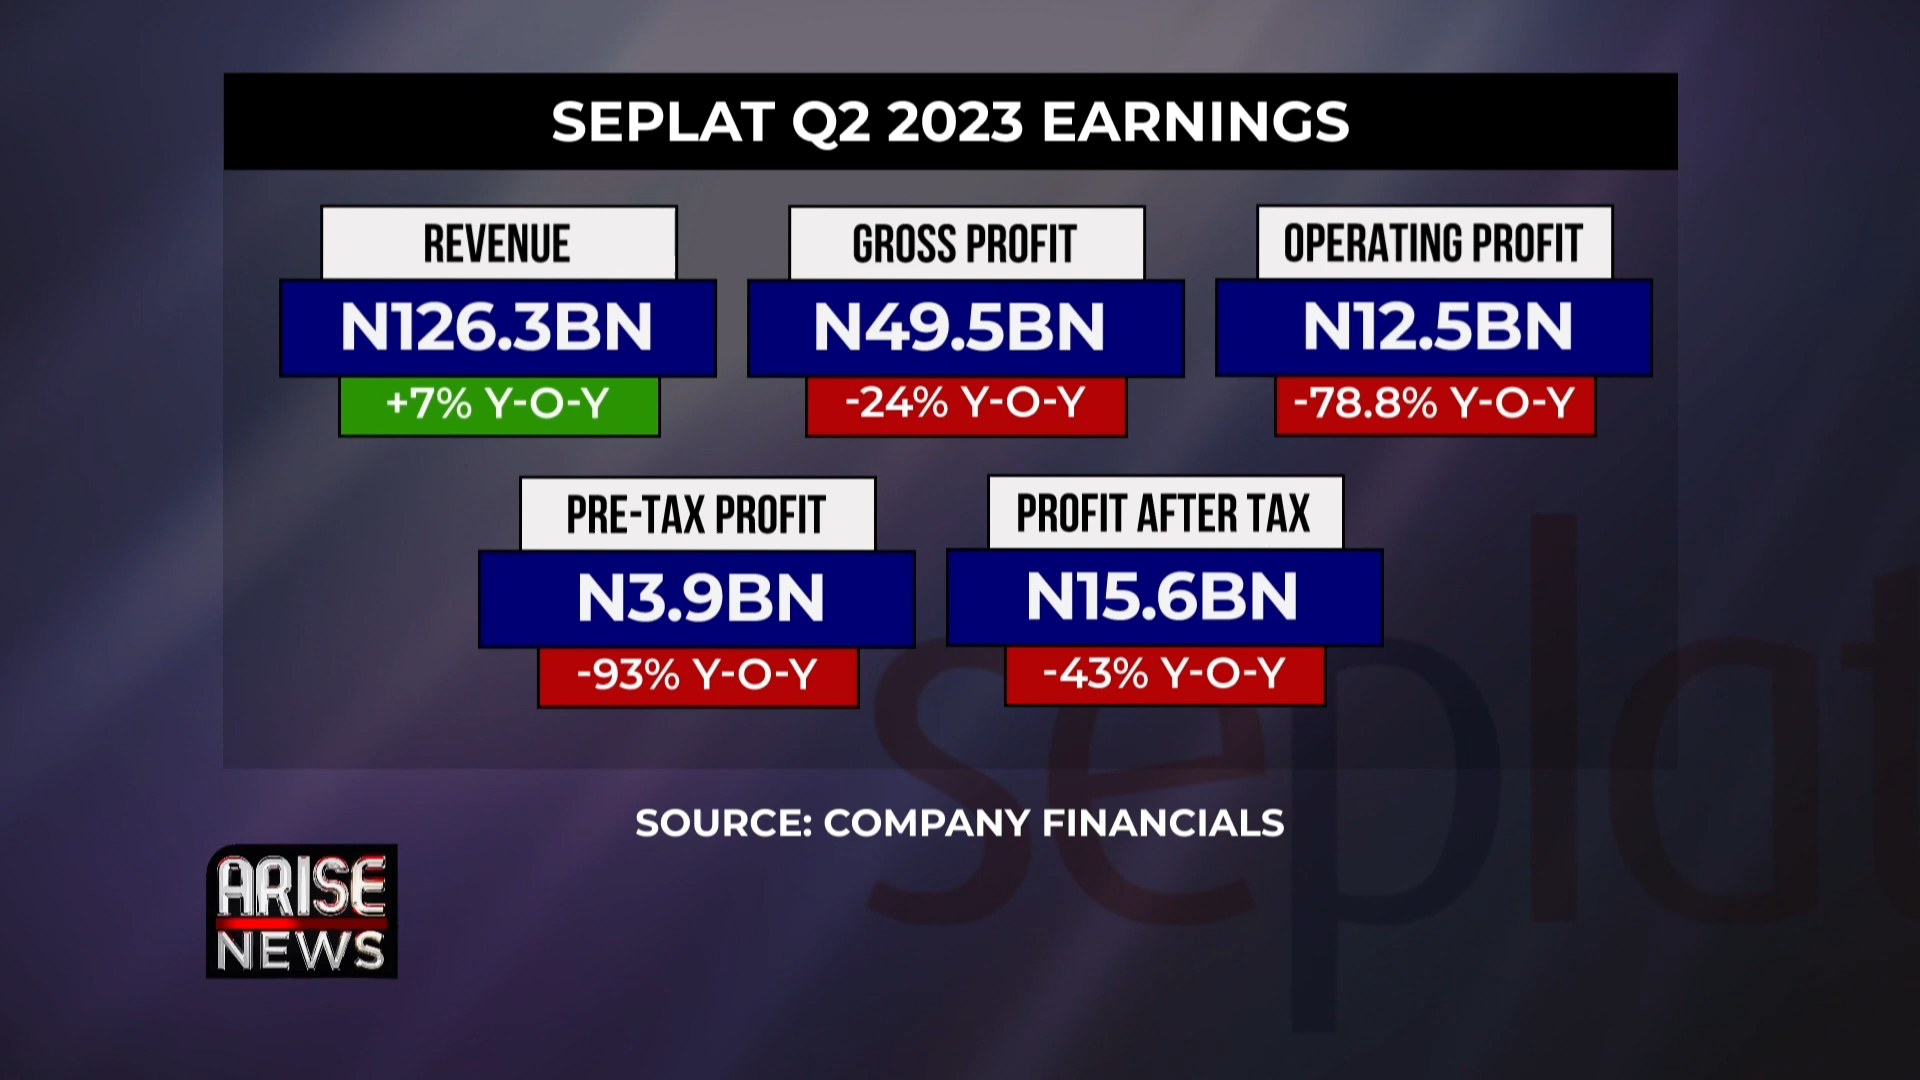 SEPLAT Q2 2023 EARNINGS
REVENUE
N126.3BN
+7% Y-O-Y
GROSS PROFIT
N49.5BN
-24% Y-O-Y
OPERATING PROFIT
N12.5BN
-78.8% Y-O-Y
PRE-TAX PROFIT
N3.9BN
-93% Y-O-Y
PROFIT AFTER TAX
N15.6BN
-43% Y-O-Y
seplat
SOURCE: COMPANY FINANCIALS
ARISE
NEWS